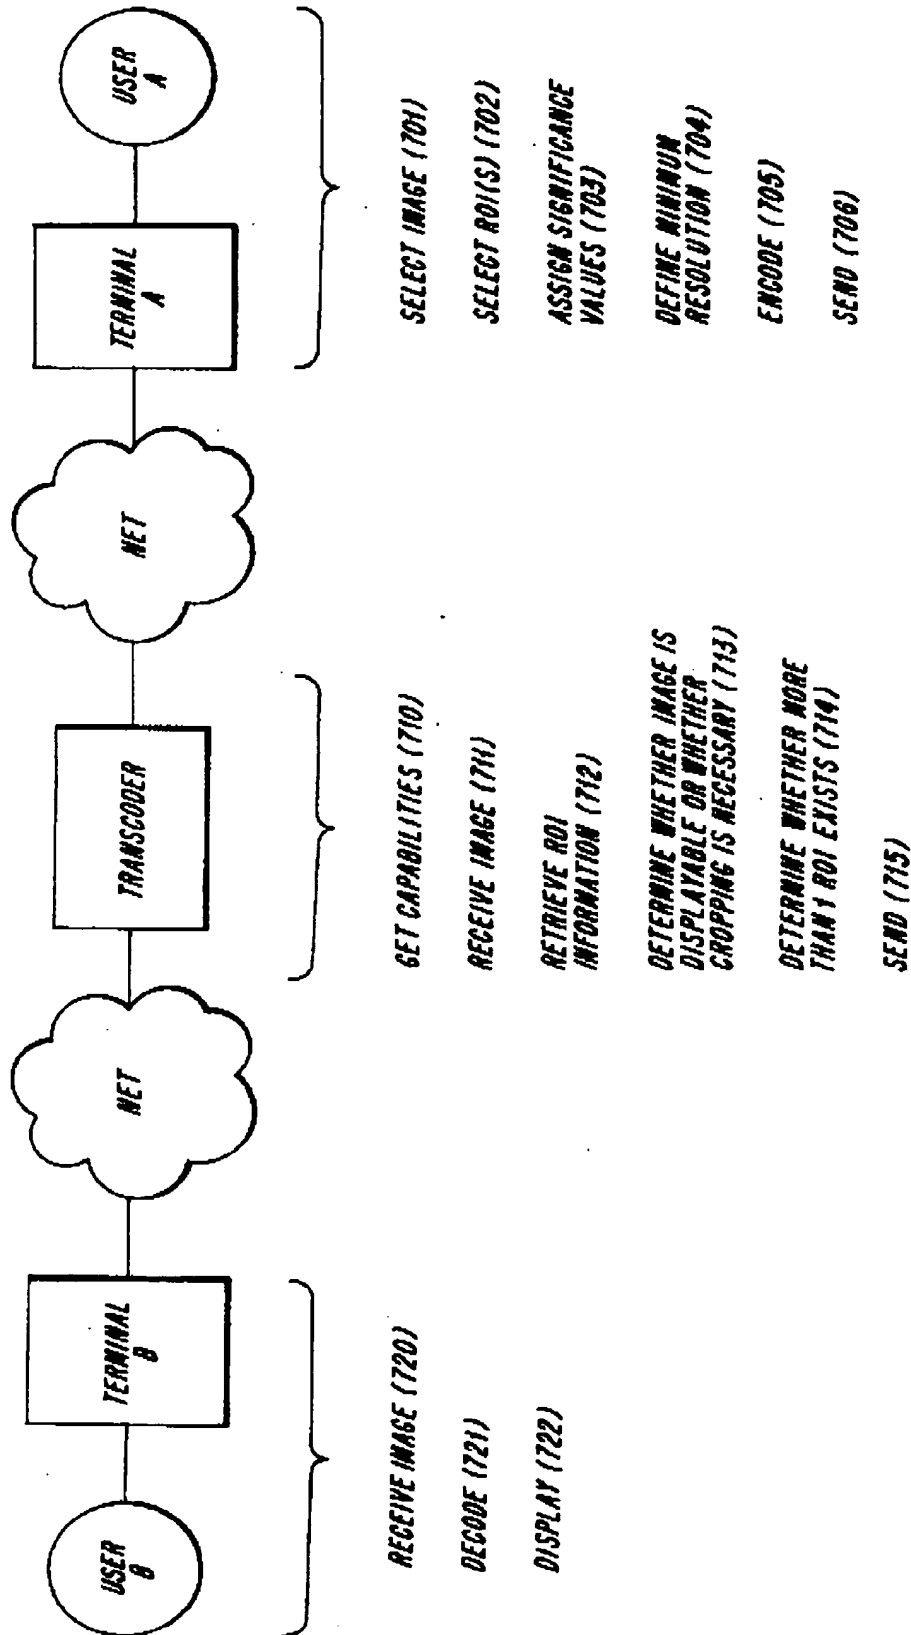 USER
B
TERMINAL
B
NET
TRANSCODER
NET
TERMINAL
A
USER
A
RECEIVE IMAGE (720)
DECODE (721)
DISPLAY (722)
GET CAPABILITIES (710)
RECEIVE IMAGE (711)
RETRIEVE ROI
INFORMATION (712)
DETERMINE WHETHER IMAGE IS
DISPLAYABLE OR WHETHER
CROPPING IS NECESSARY (713)
DETERMINE WHETHER MORE
THAN 1 ROI EXISTS (714)
SEND (715)
SELECT IMAGE (701)
SELECT ROI(S) (702)
ASSIGN SIGNIFICANCE
VALUES (703)
DEFINE MINIMUM
RESOLUTION (704)
ENCODE (705)
SEND (706)